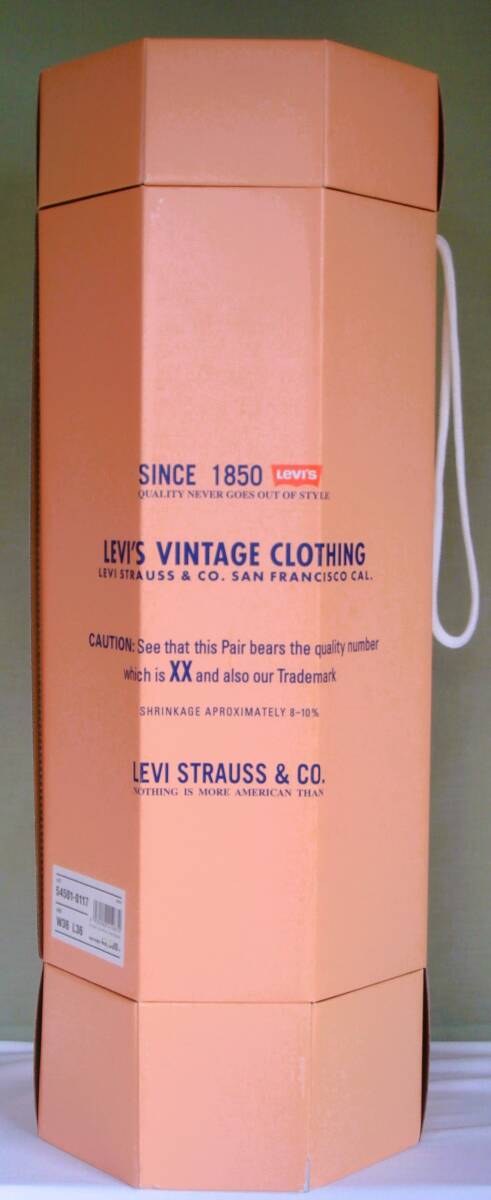 SINCE 1850 Levi's
QUALITY NEVER GOES OUT OF STYLE
LEVI'S VINTAGE CLOTHING
LEVI STRAUSS & CO. SAN FRANCISCO CAL.
CAUTION: See that this Pair bears the quality number
which is XX and also our Trademark
SHRINKAGE APROXIMATELY 8-10%
LEVI STRAUSS & CO.
NOTHING IS MORE AMERICAN THAN
54501-0117
W36 L36